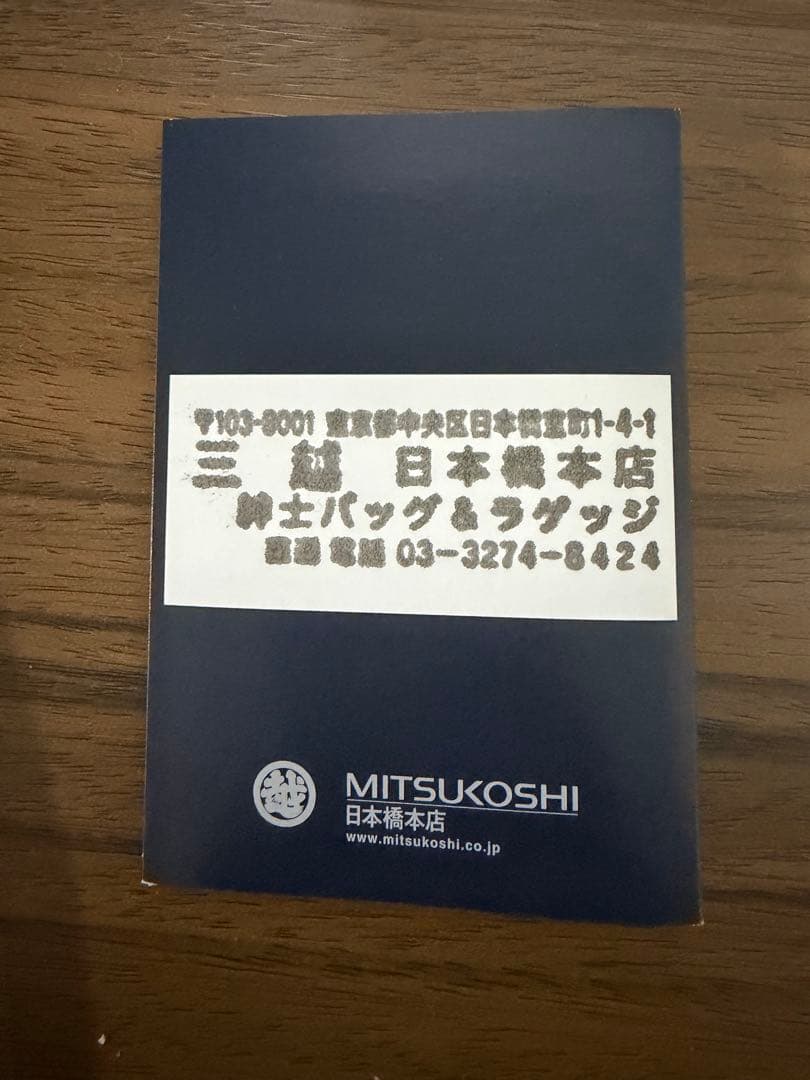 〒103-8001 東京都中央区日本橋室町1-4-1
三越 日本橋本店
紳士バッグ&ラゲッジ
直通 電話 03-3274-8424
越 MITSUKOSHI
日本橋本店
www.mitsukoshi.co.jp